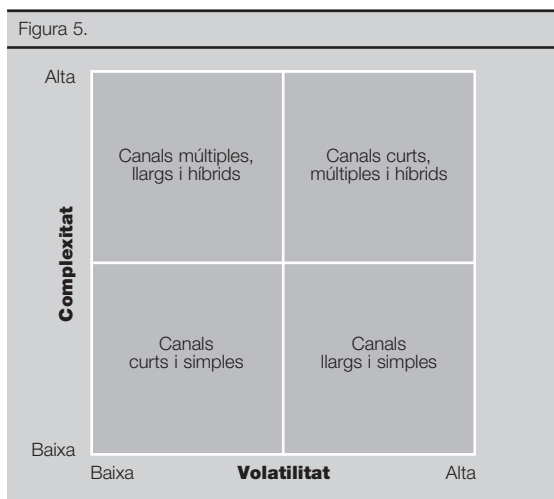 Figura 5.
Alta
Canals múltiples,
llargs i híbrids
Canals curts,
múltiples i híbrids
Complexitat
Canals
curts i simples
Canals
llargs i simples
Baixa
Baixa
Volatilitat
Alta